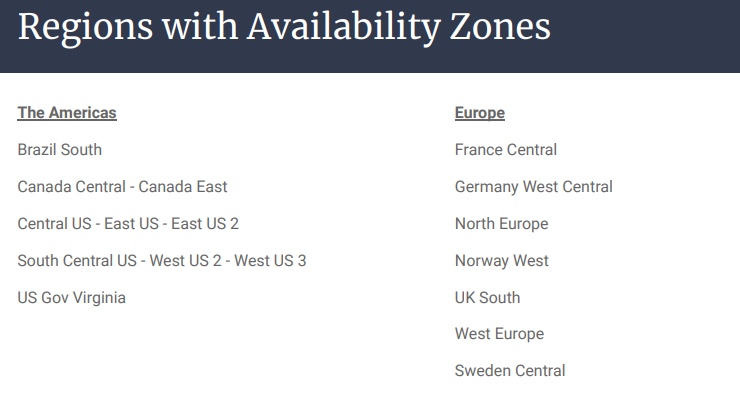 Regions with Availability Zones
The Americas
Brazil South
Canada Central - Canada East
Central US - East US - East US 2
South Central US - West US 2 - West US 3
US Gov Virginia
Europe
France Central
Germany West Central
North Europe
Norway West
UK South
West Europe
Sweden Central